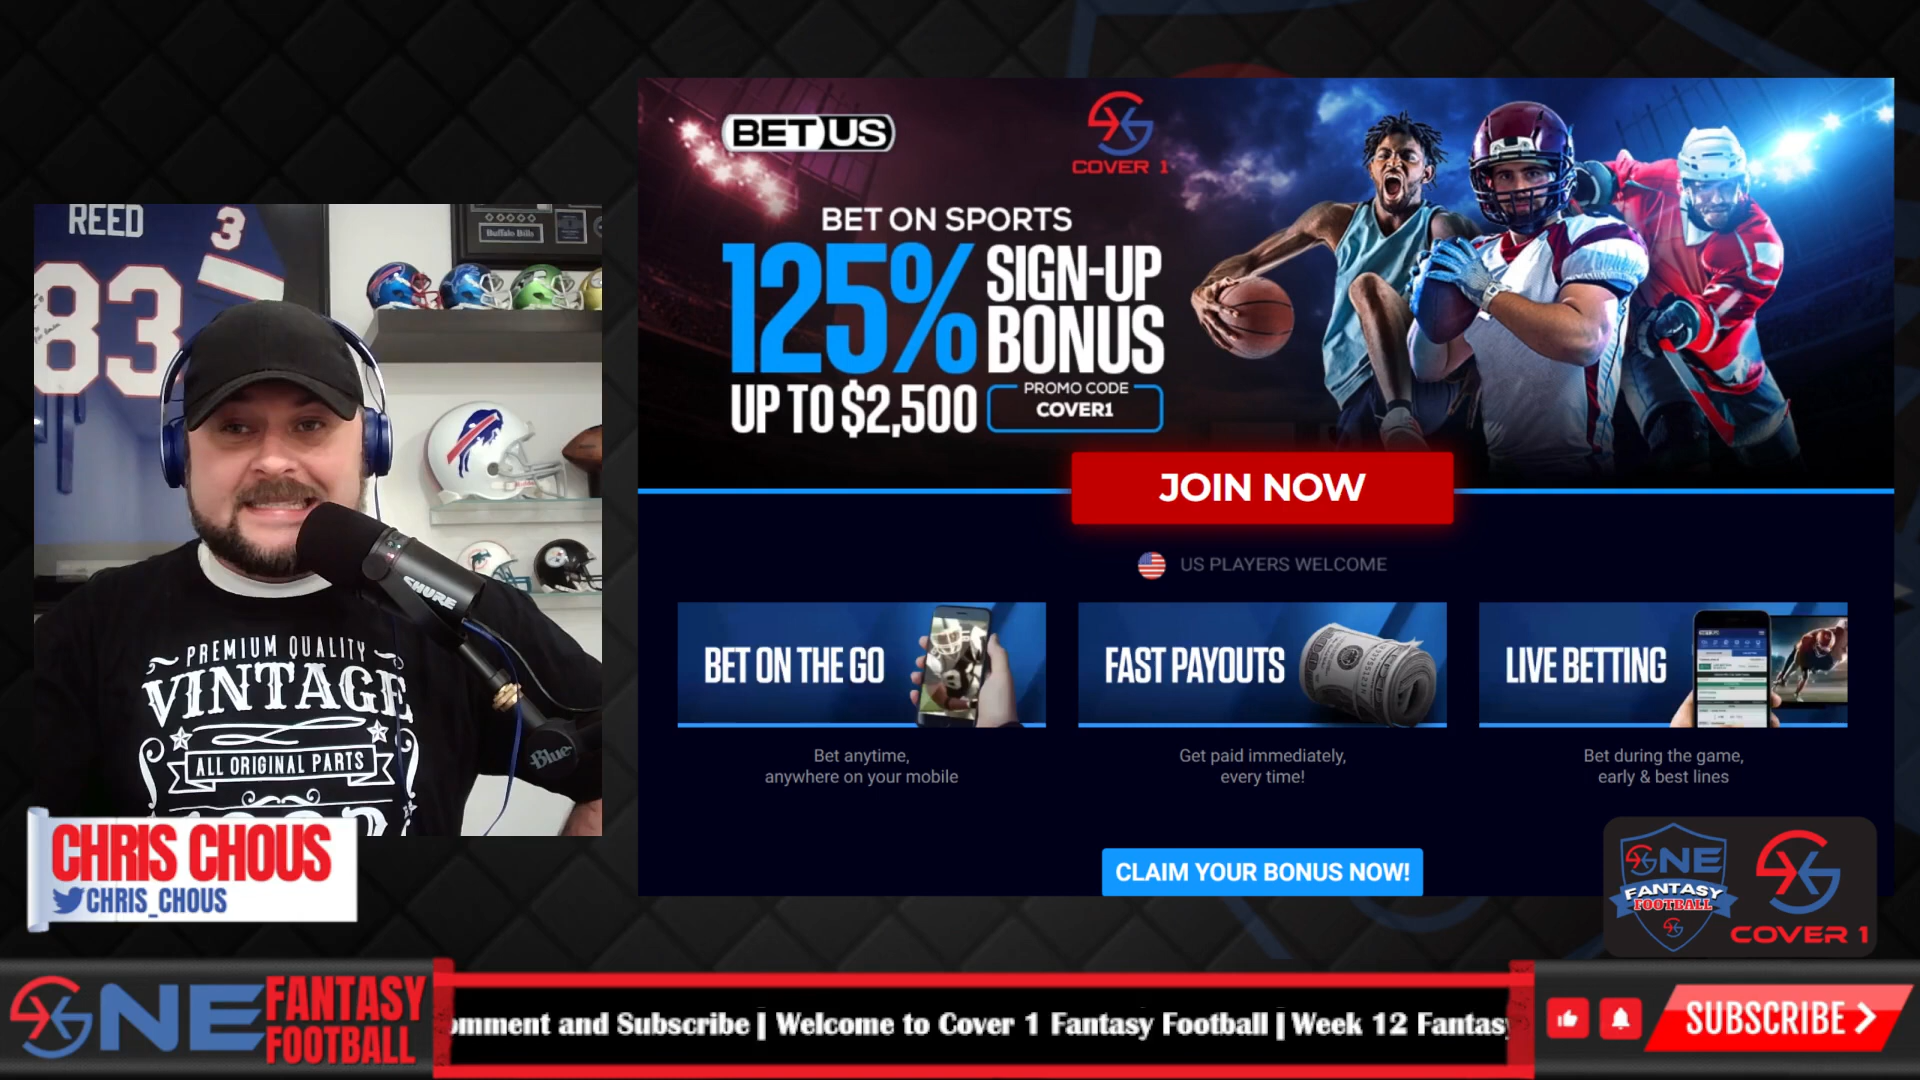 REED
3
83
Buffalo Bills
SHURE
Blue
PREMIUM QUALITY
VINTAGE
ALL ORIGINAL PARTS
CHRIS CHOUS
CHRIS_CHOUS
BETUS
COVER 1
BET ON SPORTS
125% SIGN-UP BONUS
UP TO $2,500
PROMO CODE
COVER1
JOIN NOW
US PLAYERS WELCOME
BET ON THE GO
Bet anytime,
anywhere on your mobile
FAST PAYOUTS
Get paid immediately,
every time!
LIVE BETTING
Bet during the game,
early & best lines
CLAIM YOUR BONUS NOW!
ONE
FANTASY
FOOTBALL
COVER 1
ONE FANTASY
FOOTBALL
omment and Subscribe | Welcome to Cover 1 Fantasy Football | Week 12 Fantasy
SUBSCRIBE